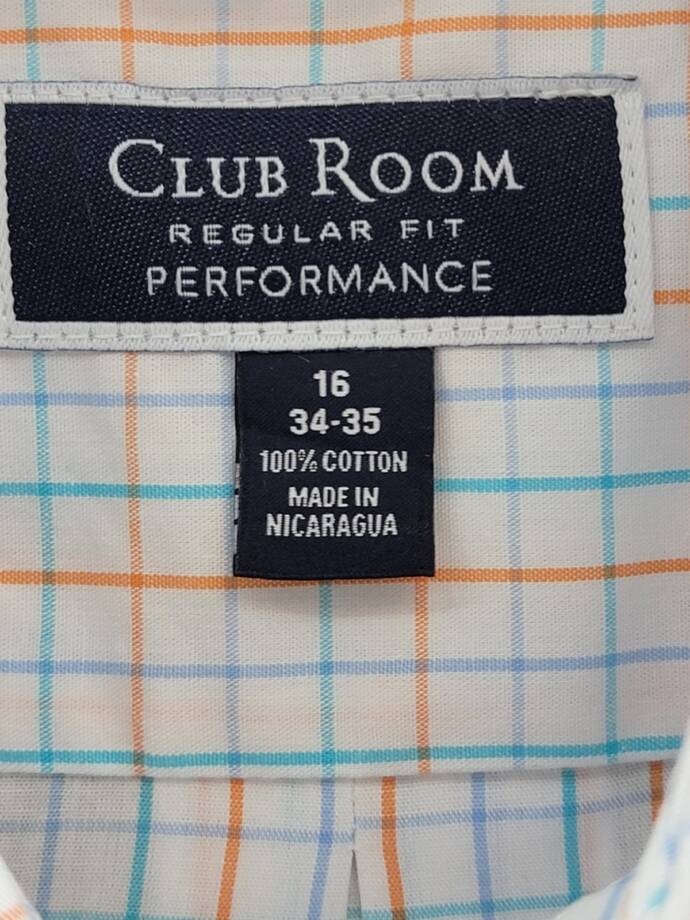 CLUB ROOM
REGULAR FIT
PERFORMANCE
16
34-35
100% COTTON
MADE IN
NICARAGUA